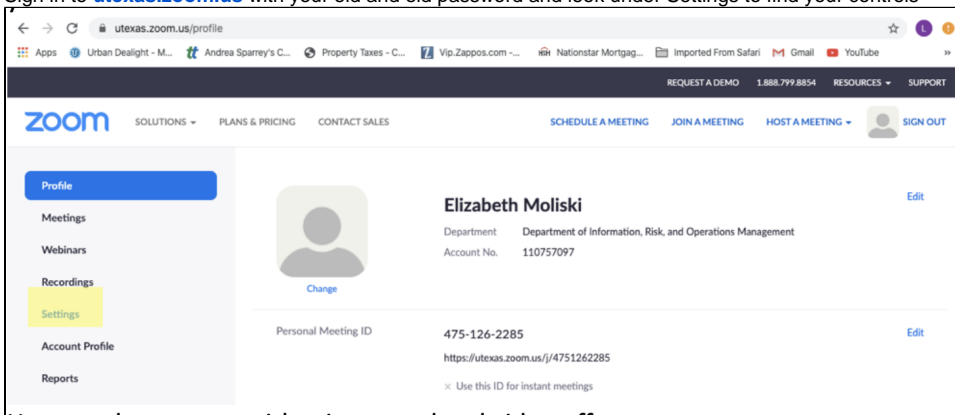 Sign in to utexas.zoom.us with your eid and eid password and look under Settings to find your controls
utexas.zoom.us/profile
L
Apps Urban Dealight - M... Andrea Sparrey's C... Property Taxes - C... Vip.Zappos.com -... Nationstar Mortgag... Imported From Safari Gmail YouTube »
REQUEST A DEMO 1.888.799.8854 RESOURCES SUPPORT
zoom SOLUTIONS PLANS & PRICING CONTACT SALES SCHEDULE A MEETING JOIN A MEETING HOST A MEETING SIGN OUT
Profile
Meetings
Webinars
Recordings
Settings
Account Profile
Reports
Change
Elizabeth Moliski
Edit
Department Department of Information, Risk, and Operations Management
Account No. 110757097
Personal Meeting ID 475-126-2285 Edit
https://utexas.zoom.us/j/4751262285
× Use this ID for instant meetings